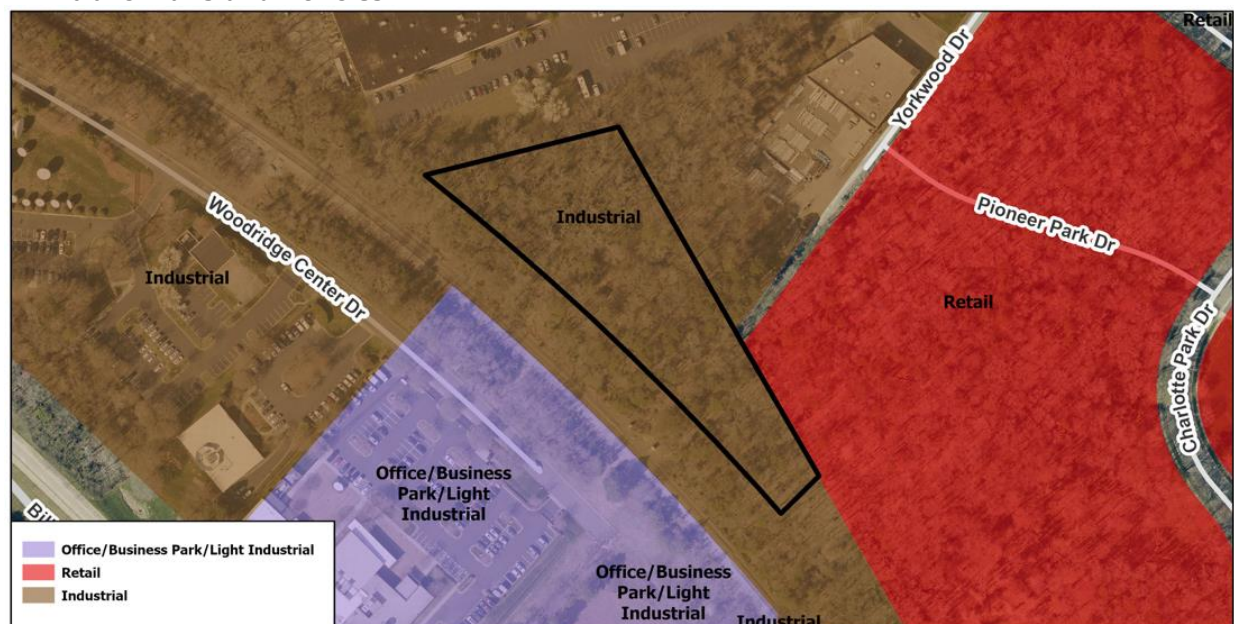 Retail
Yorkwood Dr
Industrial
Woodridge Center Dr
Pioneer Park Dr
Industrial
Retail
Charlotte Park Dr
Office/Business
Park/Light
Industrial
Office/Business Park/Light Industrial
Retail
Industrial
Office/Business
Park/Light
Industrial
Industrial